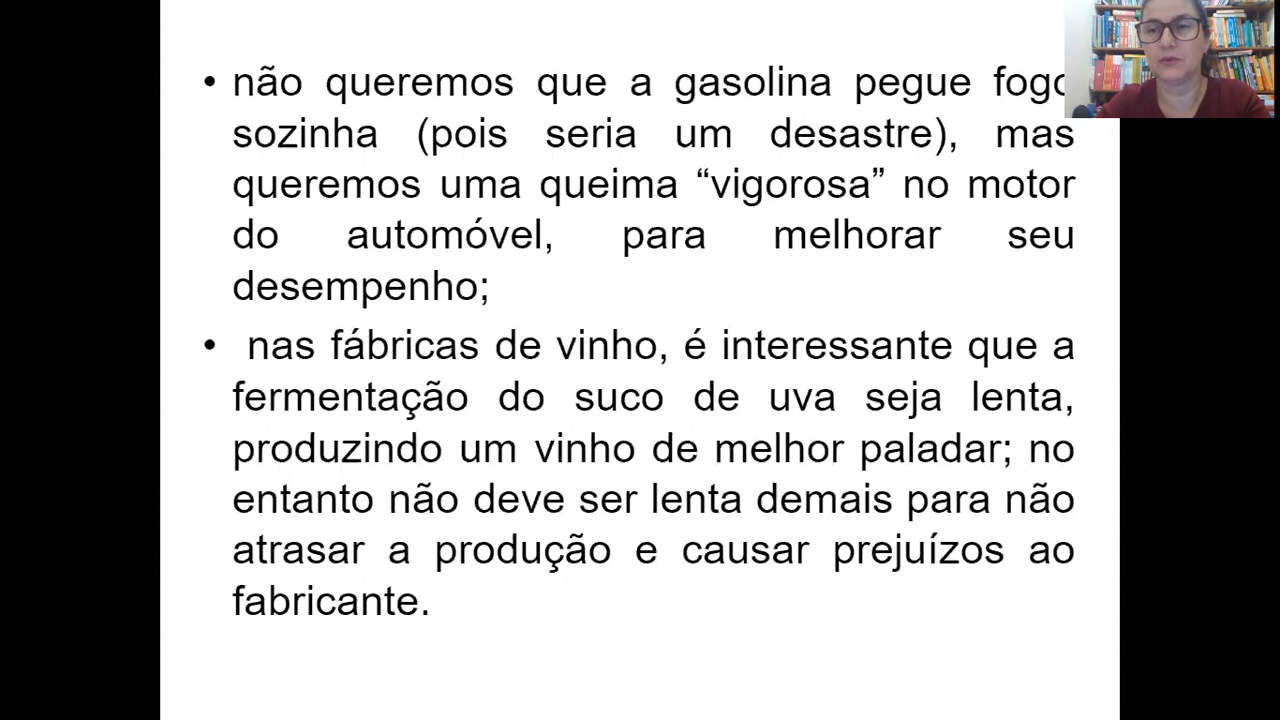 • não queremos que a gasolina pegue fogo
sozinha (pois seria um desastre), mas
queremos uma queima “vigorosa” no motor
do automóvel, para melhorar seu
desempenho;
• nas fábricas de vinho, é interessante que a
fermentação do suco de uva seja lenta,
produzindo um vinho de melhor paladar; no
entanto não deve ser lenta demais para não
atrasar a produção e causar prejuízos ao
fabricante.